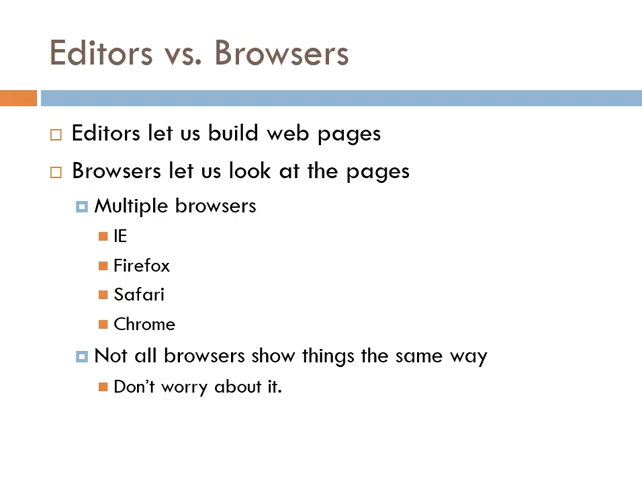 Editors vs. Browsers
Editors let us build web pages
Browsers let us look at the pages
Multiple browsers
IE
Firefox
Safari
Chrome
Not all browsers show things the same way
Don't worry about it.